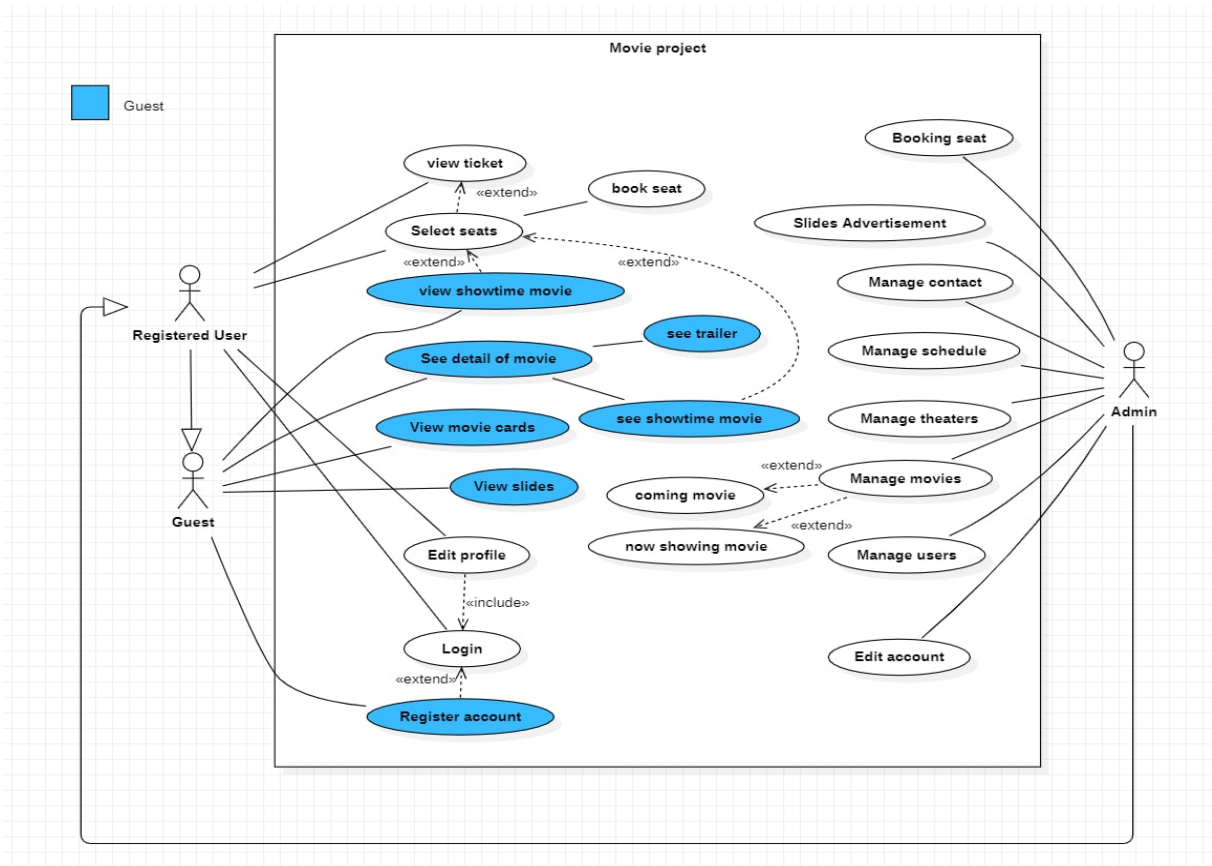 Movie project
Guest
Booking seat
view ticket
book seat
«extend»
Slides Advertisement
Select seats
«extend»
«extend»
Manage contact
view showtime movie
Registered User
see trailer
Manage schedule
See detail of movie
Admin
see showtime movie
Manage theaters
View movie cards
«extend»
Manage movies
View slides
coming movie
Guest
«extend»
now showing movie
Edit profile
Manage users
«include»
Login
Edit account
«extend»
Register account